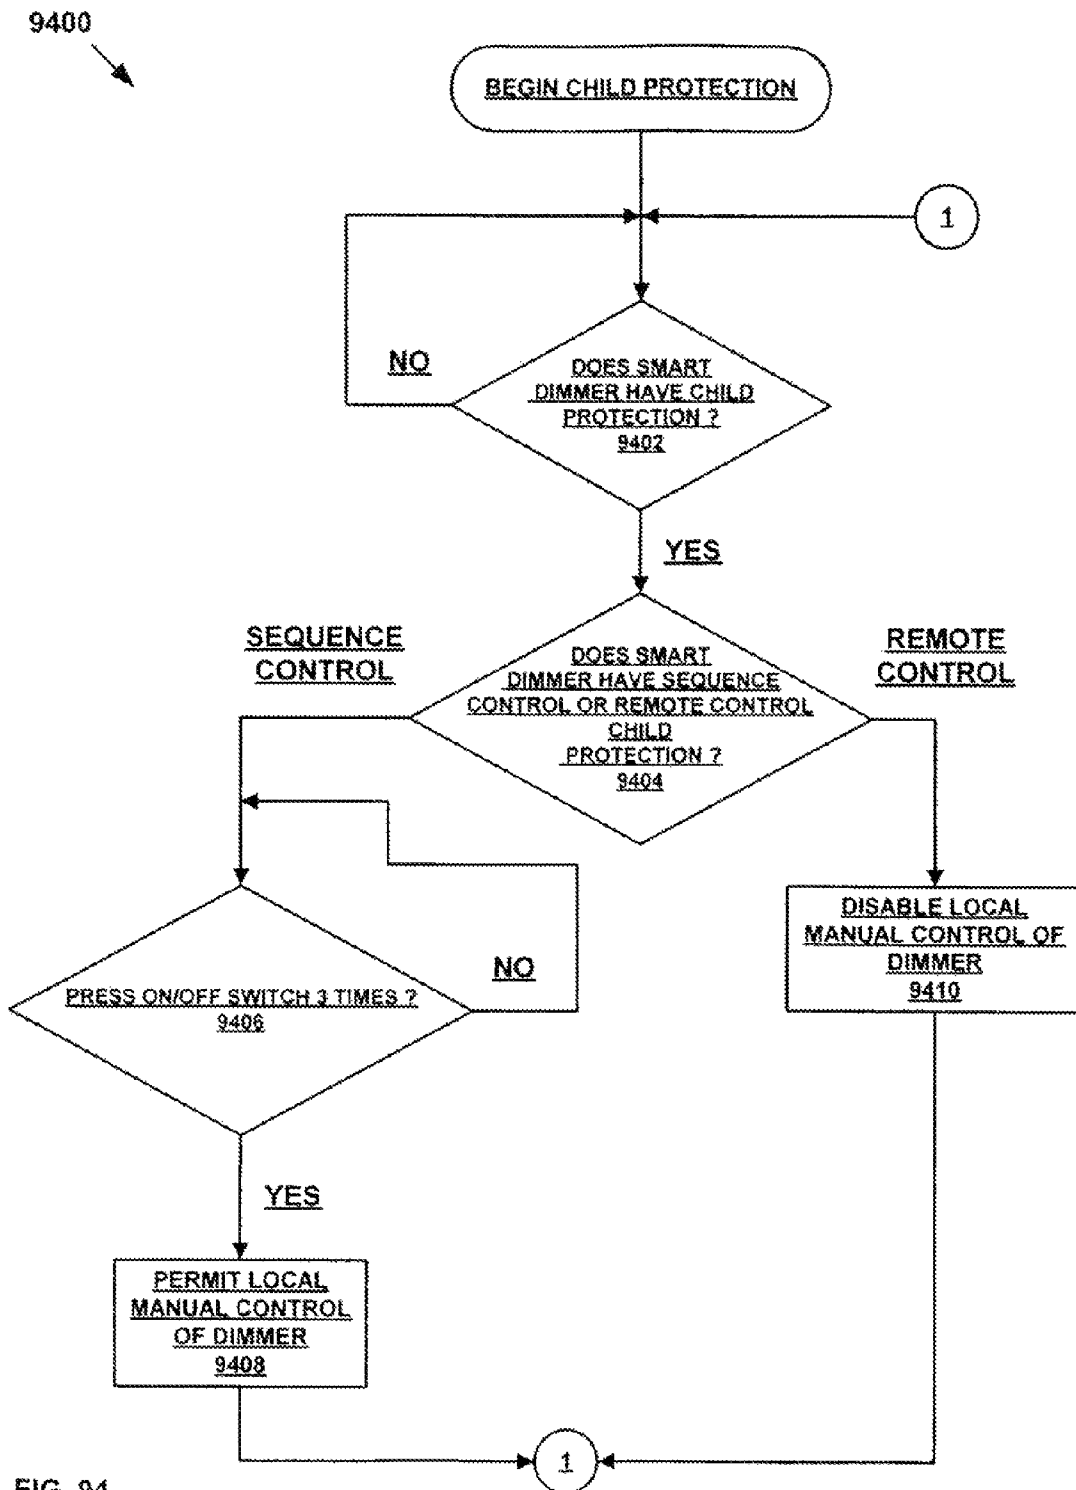 9400
BEGIN CHILD PROTECTION
1
NO
DOES SMART
DIMMER HAVE CHILD
PROTECTION ?
9402
YES
SEQUENCE
CONTROL
REMOTE
CONTROL
DOES SMART
DIMMER HAVE SEQUENCE
CONTROL OR REMOTE CONTROL
CHILD
PROTECTION ?
9404
DISABLE LOCAL
MANUAL CONTROL OF
DIMMER
9410
NO
PRESS ON/OFF SWITCH 3 TIMES ?
9406
YES
PERMIT LOCAL
MANUAL CONTROL
OF DIMMER
9408
1
FIG. 94